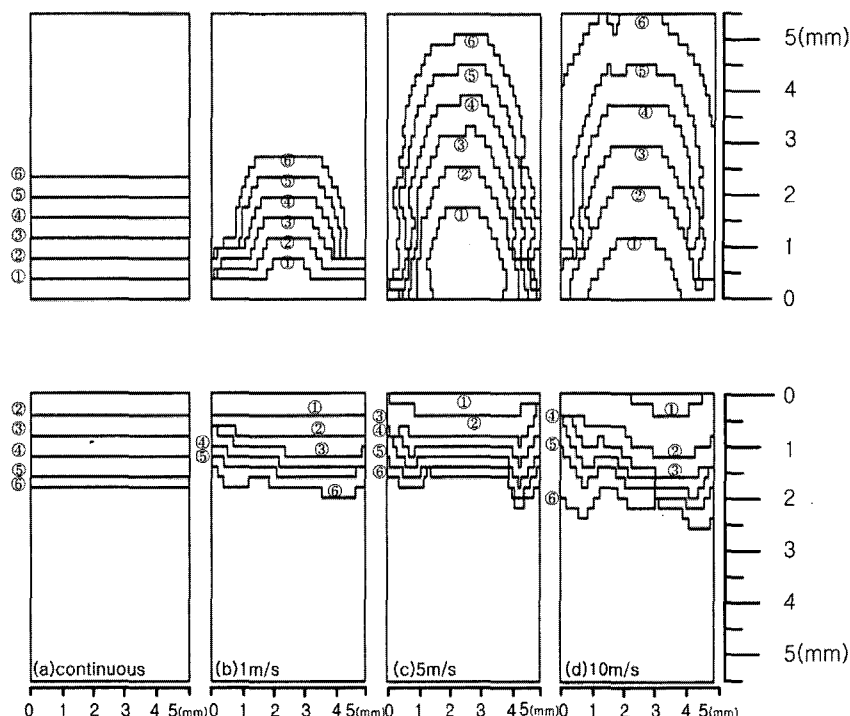 ⑥ ⑤ ④ ③ ② ①
⑥ ⑤ ④ ③ ② ①
⑥ ⑤ ④ ③ ② ①
⑥ ⑤ ④ ③ ② ①
5(mm)
4
3
2
1
0
② ③ ④ ⑤ ⑥
① ② ③ ④ ⑤ ⑥
① ② ③ ④ ⑤ ⑥
① ② ③ ④ ⑤ ⑥
0
1
2
3
4
5(mm)
(a)continuous
(b)1m/s
(c)5m/s
(d)10m/s
0 1 2 3 4 5(mm)
0 1 2 3 4 5(mm)
0 1 2 3 4 5(mm)
0 1 2 3 4 5(mm)